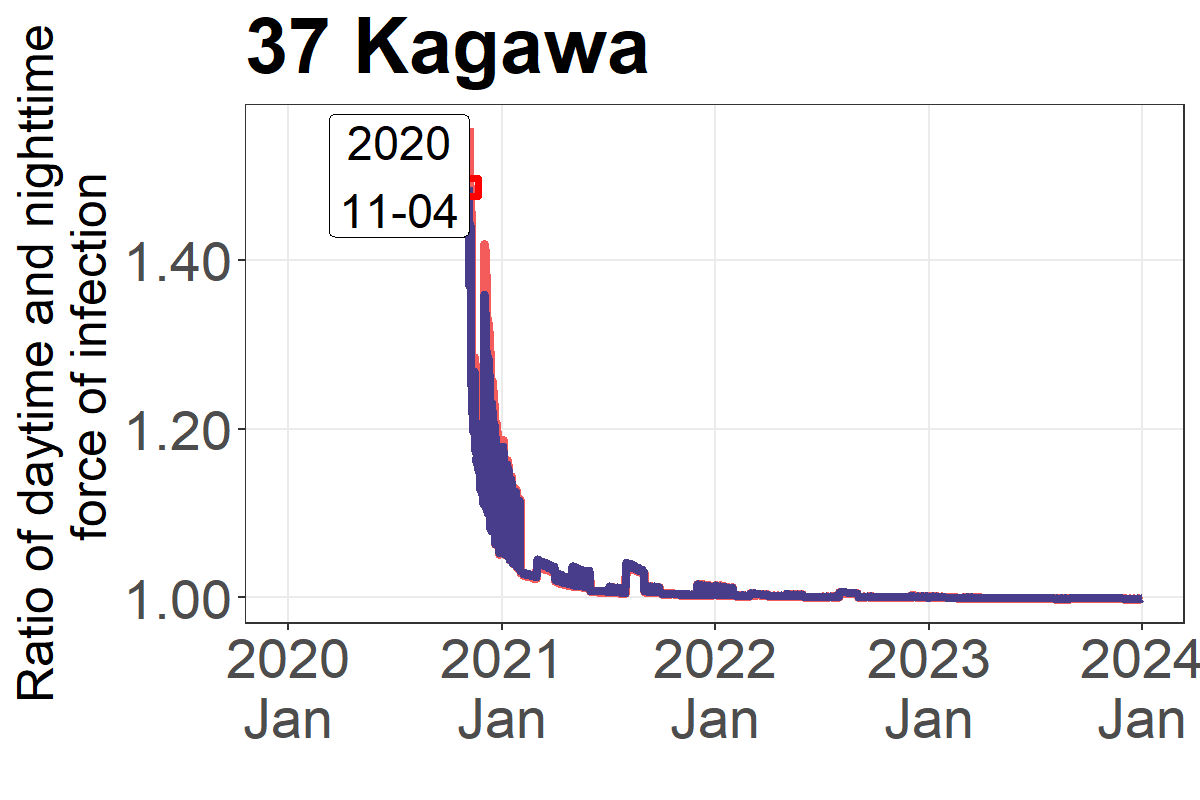 37 Kagawa
Ratio of daytime and nighttime
force of infection
2020
11-04
1.40
1.20
1.00
2020 2021 2022 2023 2024
Jan Jan Jan Jan Jan